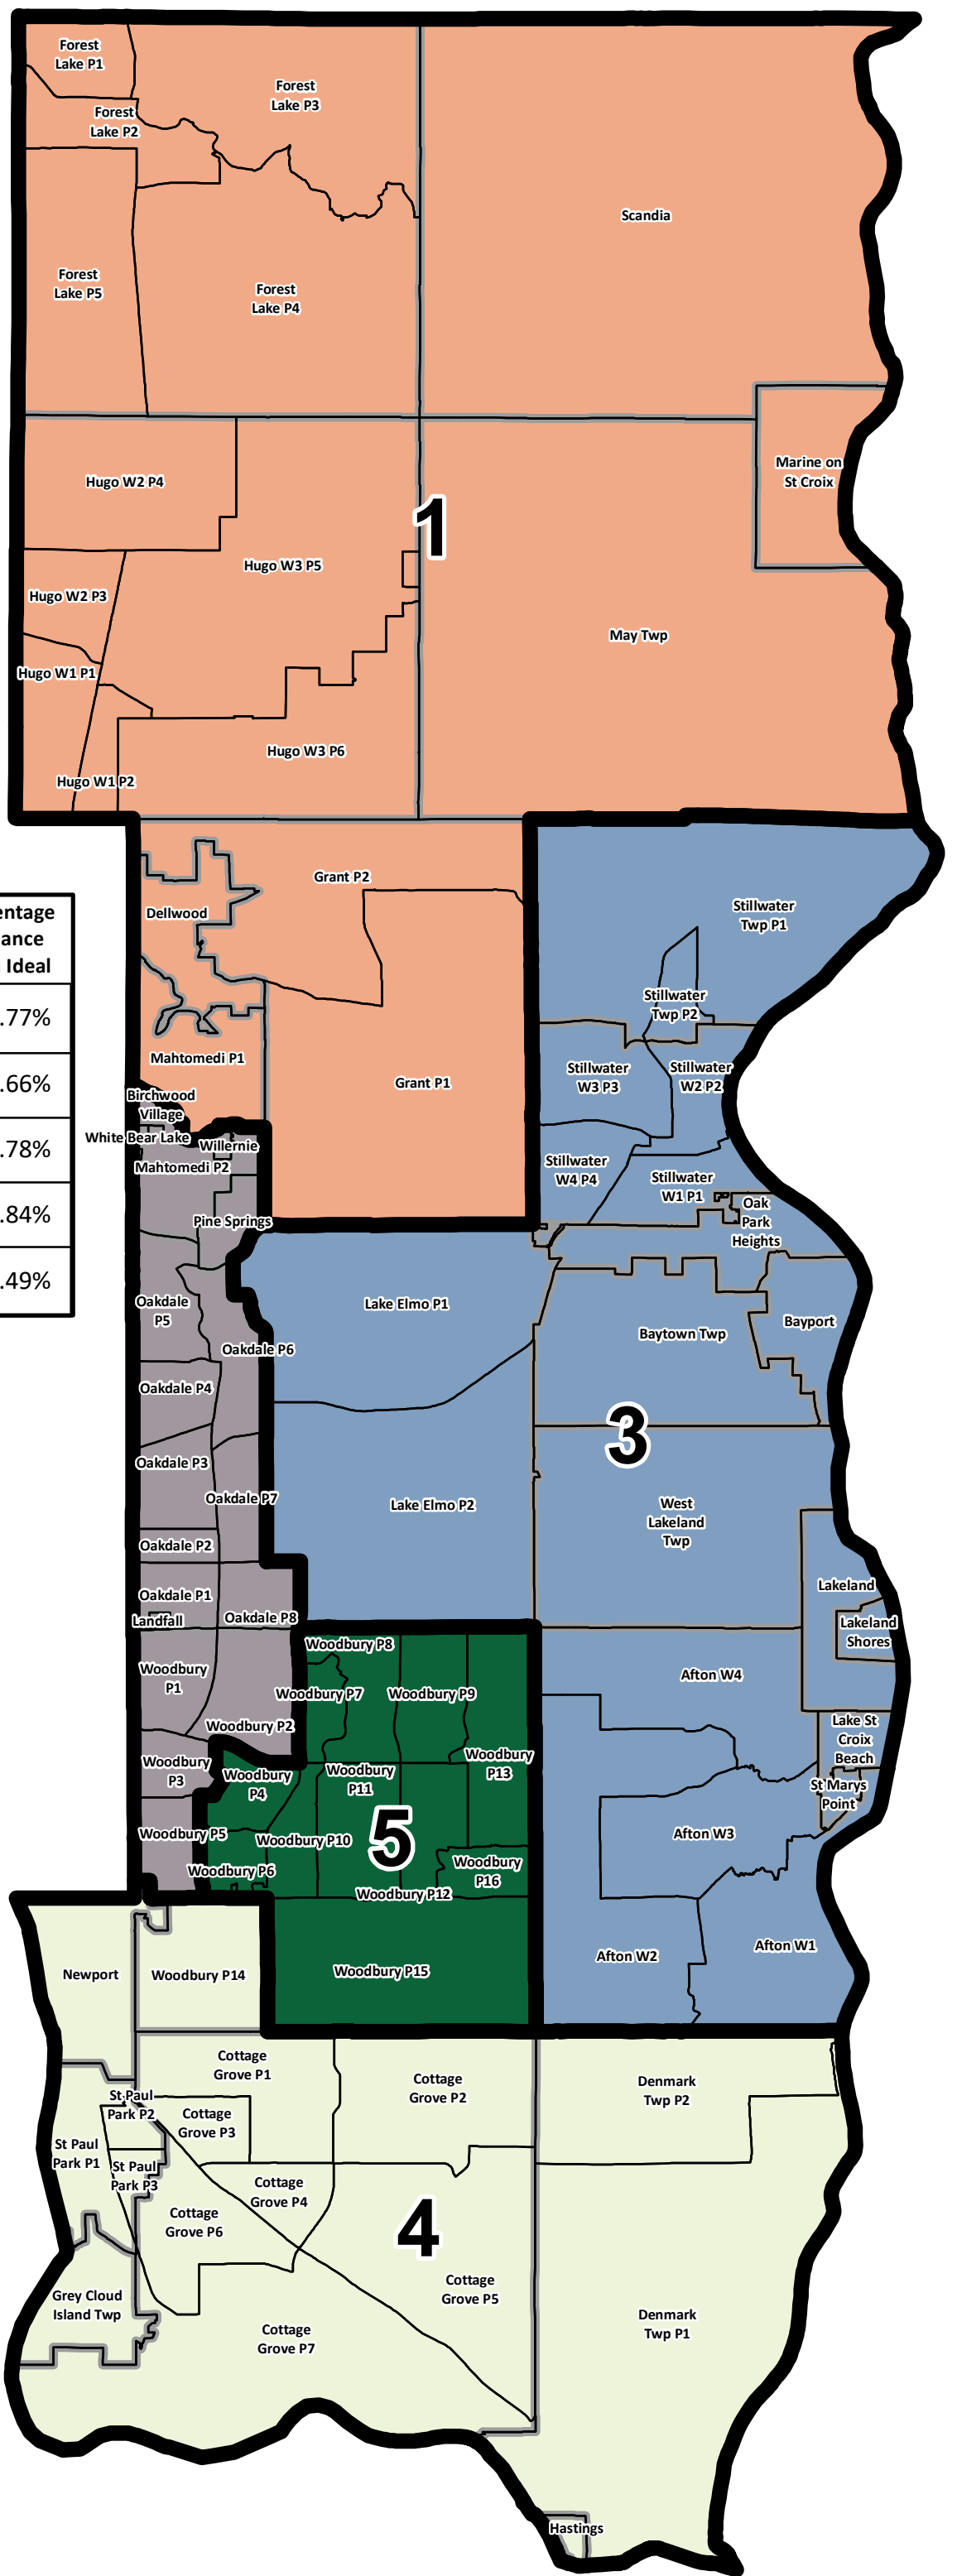 Forest
Lake P1
Forest
Lake P2
Forest
Lake P3
Scandia
Forest
Lake P5
Forest
Lake P4
Marine on
St Croix
Hugo W2 P4
1
Hugo W3 P5
Hugo W2 P3
May Twp
Hugo W1 P1
Hugo W3 P6
Hugo W1 P2
Grant P2
Dellwood
Stillwater
Twp P1
entage
ance
Ideal
.77%
.66%
.78%
.84%
.49%
Stillwater
Twp P2
Mahtomedi P1
Grant P1
Stillwater
W3 P3
Stillwater
W2 P2
Birchwood
Village
White Bear Lake
Willernie
Mahtomedi P2
Stillwater
W4 P4
Stillwater
W1 P1
Oak
Park
Heights
Pine Springs
Oakdale
P5
Lake Elmo P1
Baytown Twp
Bayport
Oakdale P6
Oakdale P4
3
Oakdale P3
Oakdale P7
Lake Elmo P2
West
Lakeland
Twp
Oakdale P2
Oakdale P1
Lakeland
Landfall
Oakdale P8
Lakeland
Shores
Woodbury P8
Woodbury
P1
Afton W4
Woodbury P7
Woodbury P9
Woodbury P2
Lake St
Croix
Beach
Woodbury
P3
Woodbury
P4
Woodbury
P11
Woodbury
P13
St Marys
Point
Woodbury P5
Woodbury P10
5
Afton W3
Woodbury P6
Woodbury
P16
Woodbury P12
Newport
Woodbury P14
Woodbury P15
Afton W2
Afton W1
Cottage
Grove P1
Cottage
Grove P2
Denmark
Twp P2
St Paul
Park P2
Cottage
Grove P3
St Paul
Park P1
St Paul
Park P3
Cottage
Grove P4
Cottage
Grove P6
4
Cottage
Grove P5
Grey Cloud
Island Twp
Cottage
Grove P7
Denmark
Twp P1
Hastings